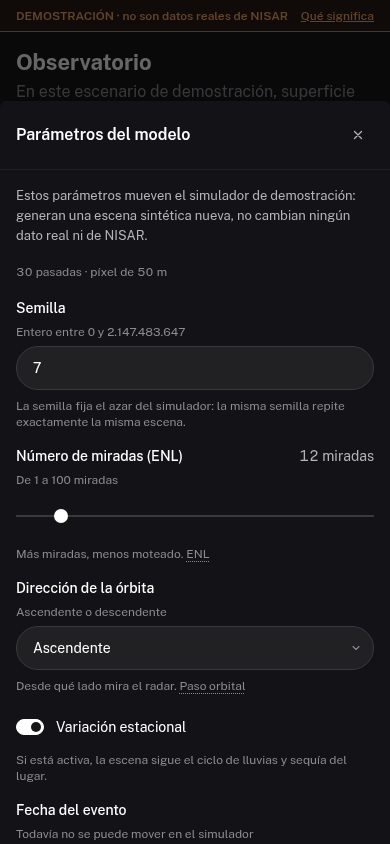 DEMOSTRACIÓN · no son datos reales de NISAR Qué significa
Observatorio
En este escenario de demostración, superficie
Parámetros del modelo
Estos parámetros mueven el simulador de demostración:
generan una escena sintética nueva, no cambian ningún
dato real ni de NISAR.
30 pasadas · píxel de 50 m
Semilla
Entero entre 0 y 2.147.483.647
7
La semilla fija el azar del simulador: la misma semilla repite
exactamente la misma escena.
Número de miradas (ENL) 12 miradas
De 1 a 100 miradas
Más miradas, menos moteado. ENL
Dirección de la órbita
Ascendente o descendente
Ascendente
Desde qué lado mira el radar. Paso orbital
Variación estacional
Si está activa, la escena sigue el ciclo de lluvias y sequía del
lugar.
Fecha del evento
Todavía no se puede mover en el simulador